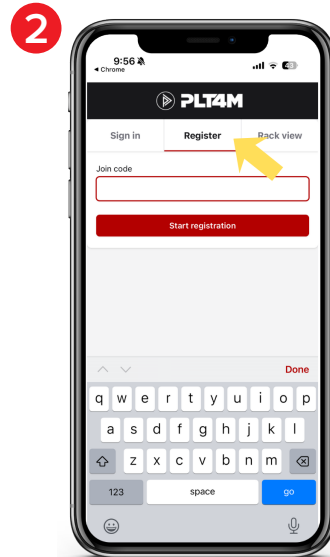 2
9:56
◄ Chrome
PLT4M
Sign in Register Rack view
Join code
Start registration
Done
q w e r t y u i o p
a s d f g h j k l
z x c v b n m
123 space go